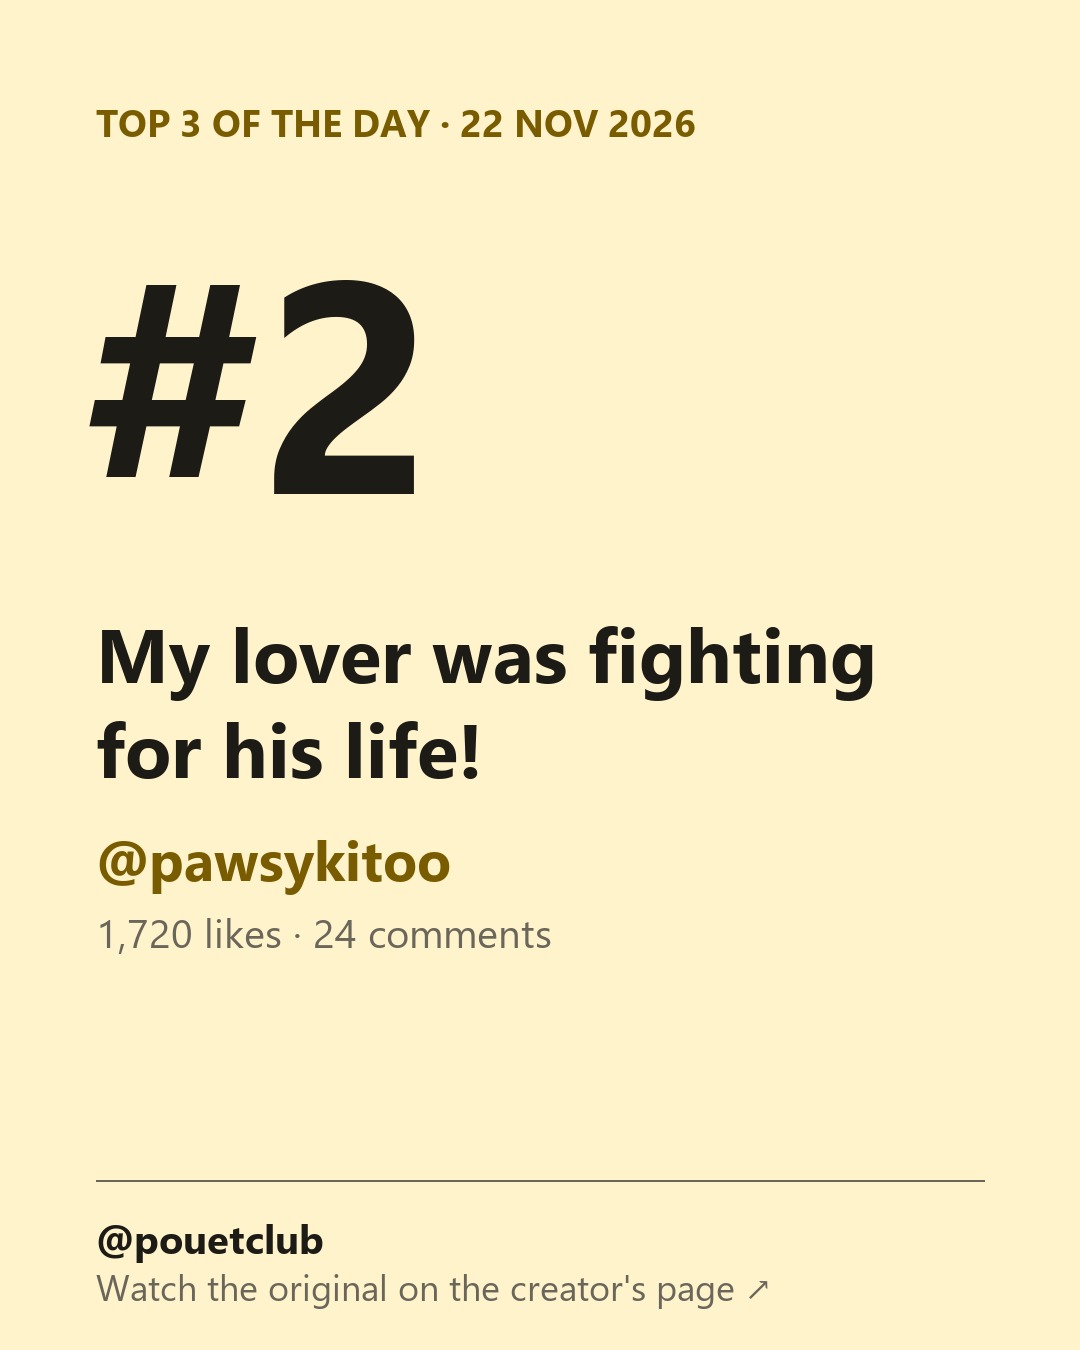 TOP 3 OF THE DAY · 22 NOV 2026
#2
My lover was fighting
for his life!
@pawsykitoo
1,720 likes · 24 comments
@pouetclub
Watch the original on the creator's page ↗